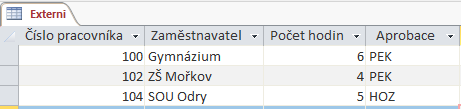 Externi
Číslo pracovníka Zaměstnavatel Počet hodin Aprobace
100 Gymnázium 6 PEK
102 ZŠ Mořkov 4 PEK
104 SOU Odry 5 HOZ